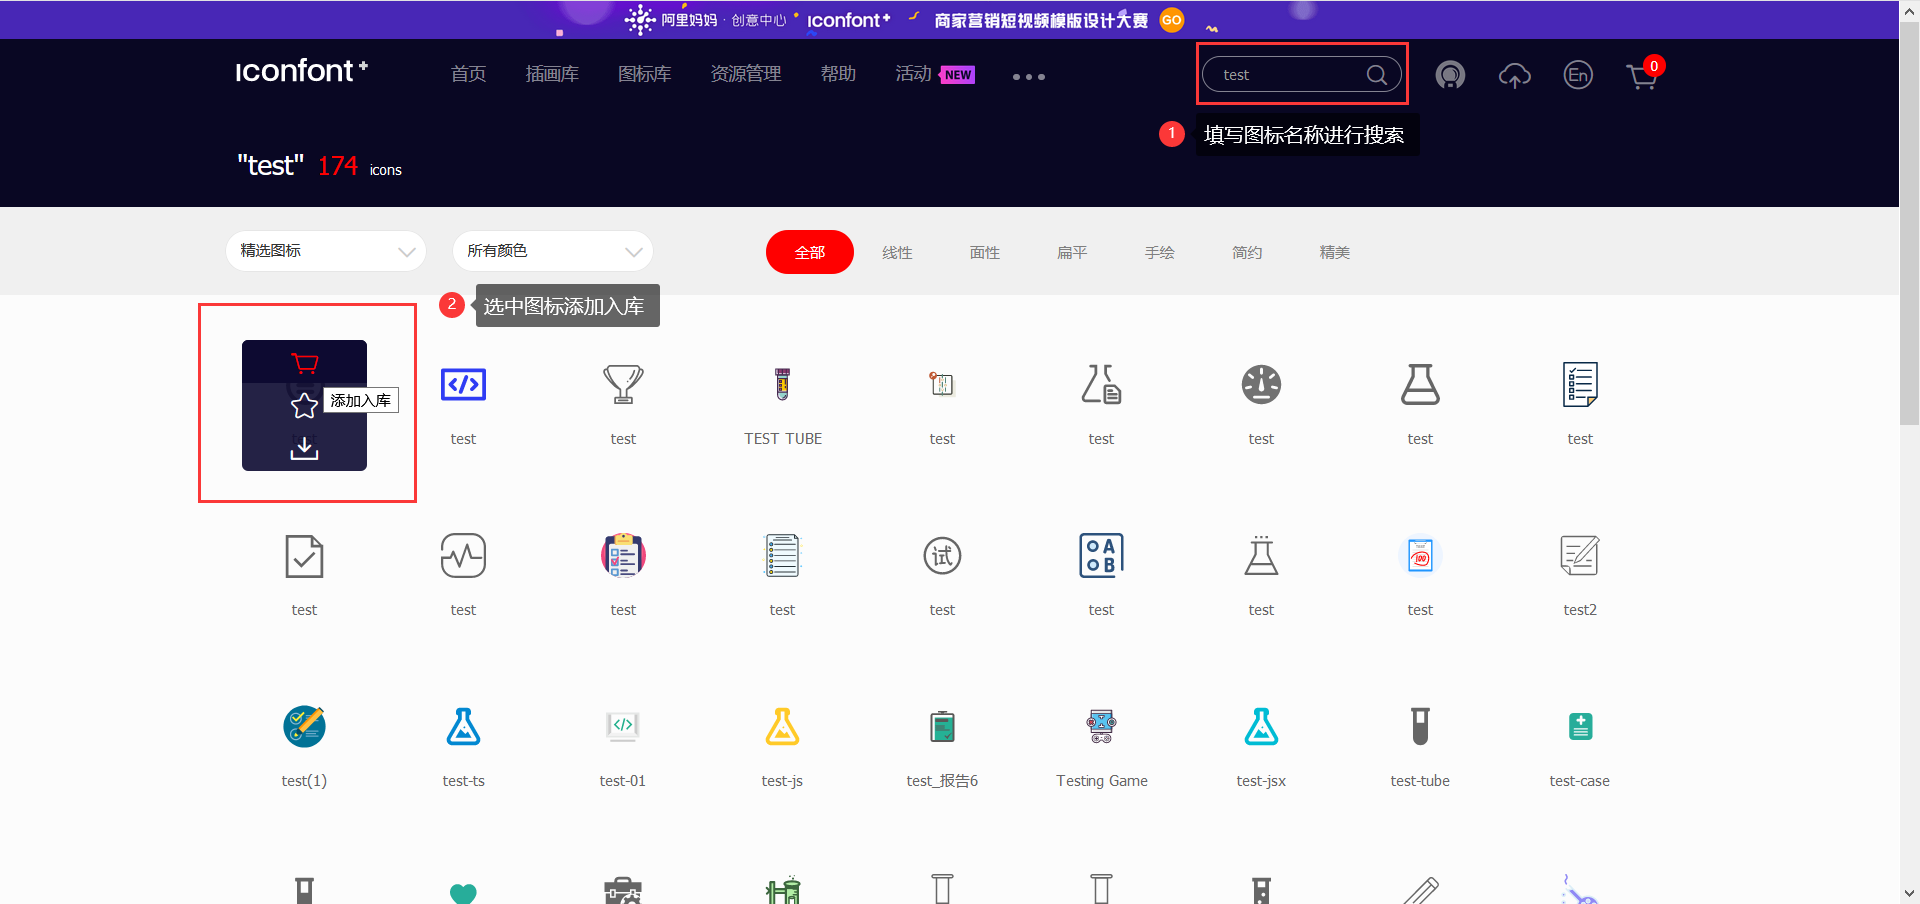 阿里妈妈·创意中心 iconfont+ 商家营销短视频模版设计大赛 GO
iconfont+ 首页 插画库 图标库 资源管理 帮助 活动 NEW test En 0
1 填写图标名称进行搜索
"test" 174 icons
精选图标 所有颜色 全部 线性 面性 扁平 手绘 简约 精美
2 选中图标添加入库
添加入库
test test test TEST TUBE test test test test test
试 A B 100
test test test test test test test test test2
test(1) test-ts test-01 test-js test_报告6 Testing Game test-jsx test-tube test-case